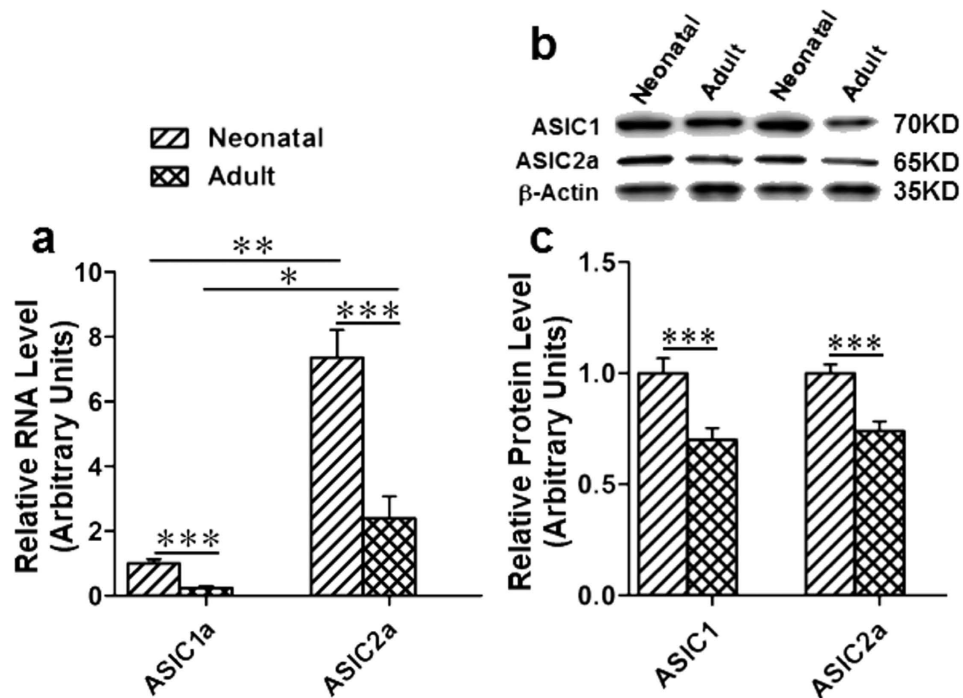 b
Neonatal
Adult
Neonatal
Adult
ASIC1
70KD
ASIC2a
65KD
β-Actin
35KD
Neonatal
Adult
a
Relative RNA Level
(Arbitrary Units)
10
8
6
4
2
0
**
*
***
***
ASIC1a
ASIC2a
c
Relative Protein Level
(Arbitrary Units)
1.5
1.0
0.5
0.0
***
***
ASIC1
ASIC2a